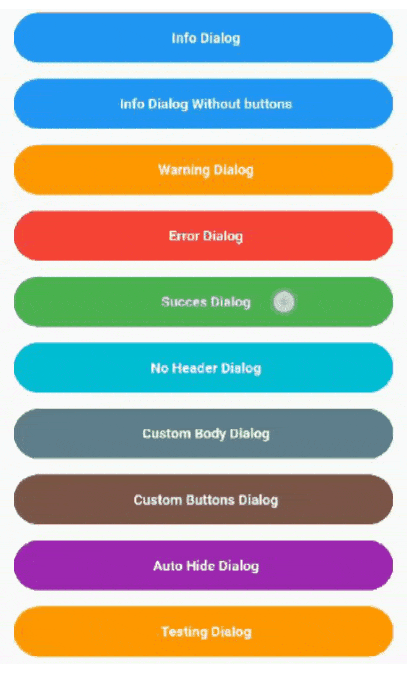 Info Dialog
Info Dialog Without buttons
Warning Dialog
Error Dialog
Succes Dialog
No Header Dialog
Custom Body Dialog
Custom Buttons Dialog
Auto Hide Dialog
Testing Dialog